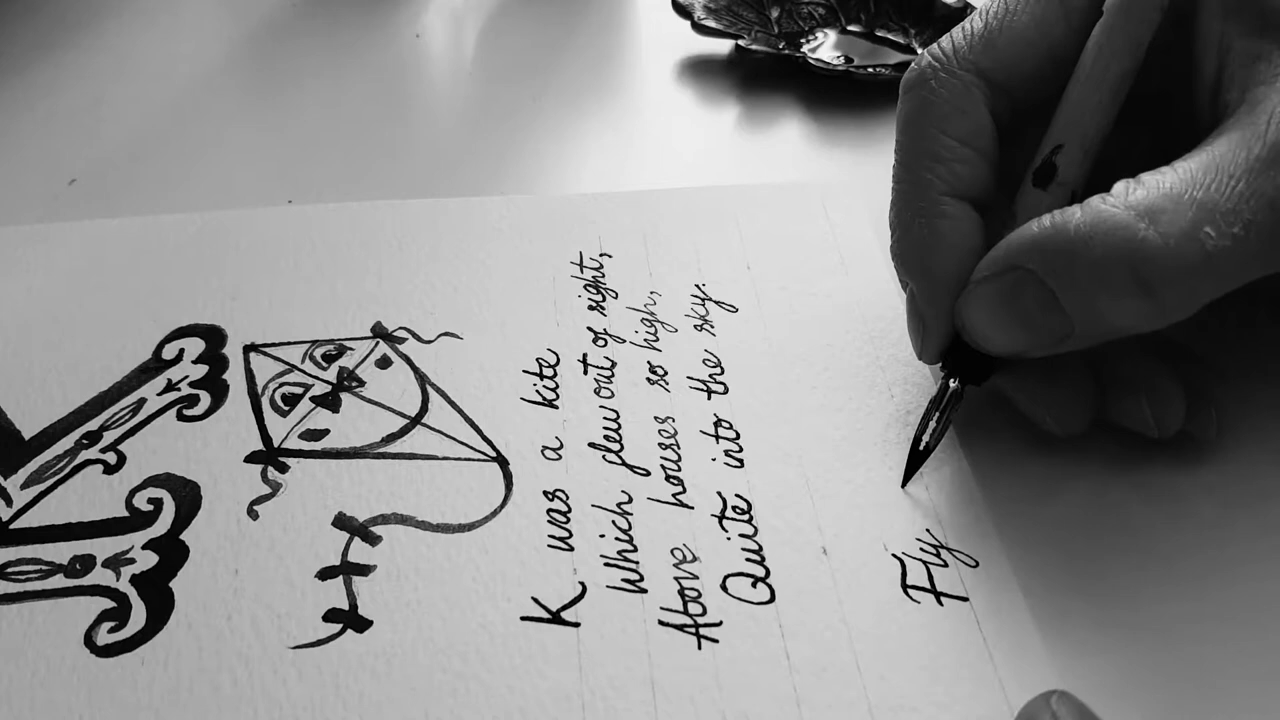 K was a kite
Which flew out of sight,
Above houses so high,
Quite into the sky.
Fly